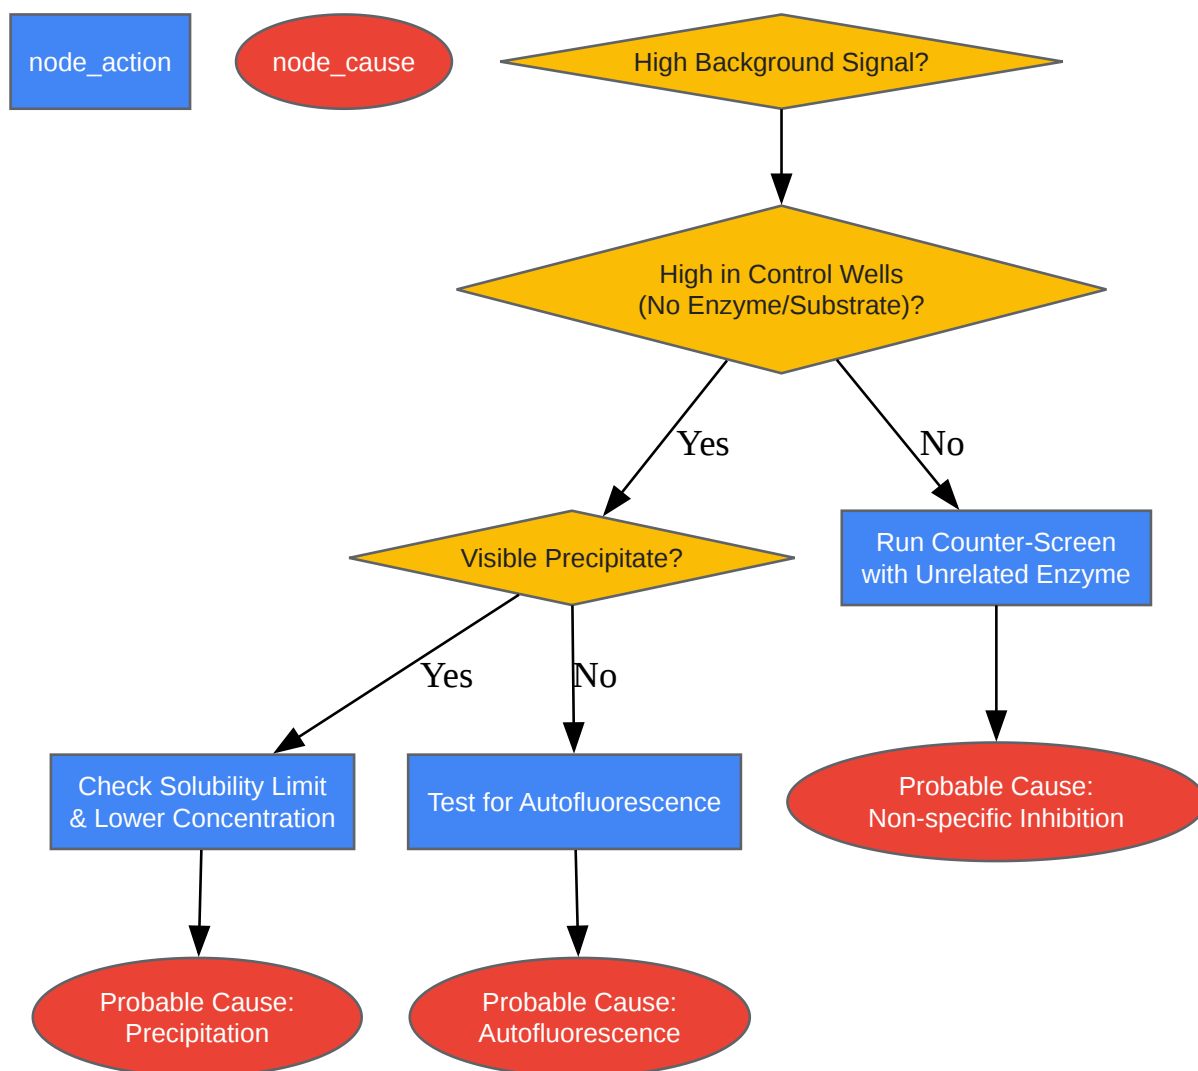 node_action
node_cause
High Background Signal?
High in Control Wells
(No Enzyme/Substrate)?
Yes
No
Visible Precipitate?
Run Counter-Screen
with Unrelated Enzyme
Yes
No
Check Solubility Limit
& Lower Concentration
Test for Autofluorescence
Probable Cause:
Non-specific Inhibition
Probable Cause:
Precipitation
Probable Cause:
Autofluorescence